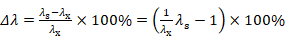 Δλ = (λₛ−λₓ)/λₓ × 100% = (1/λₓ λₛ − 1) × 100%